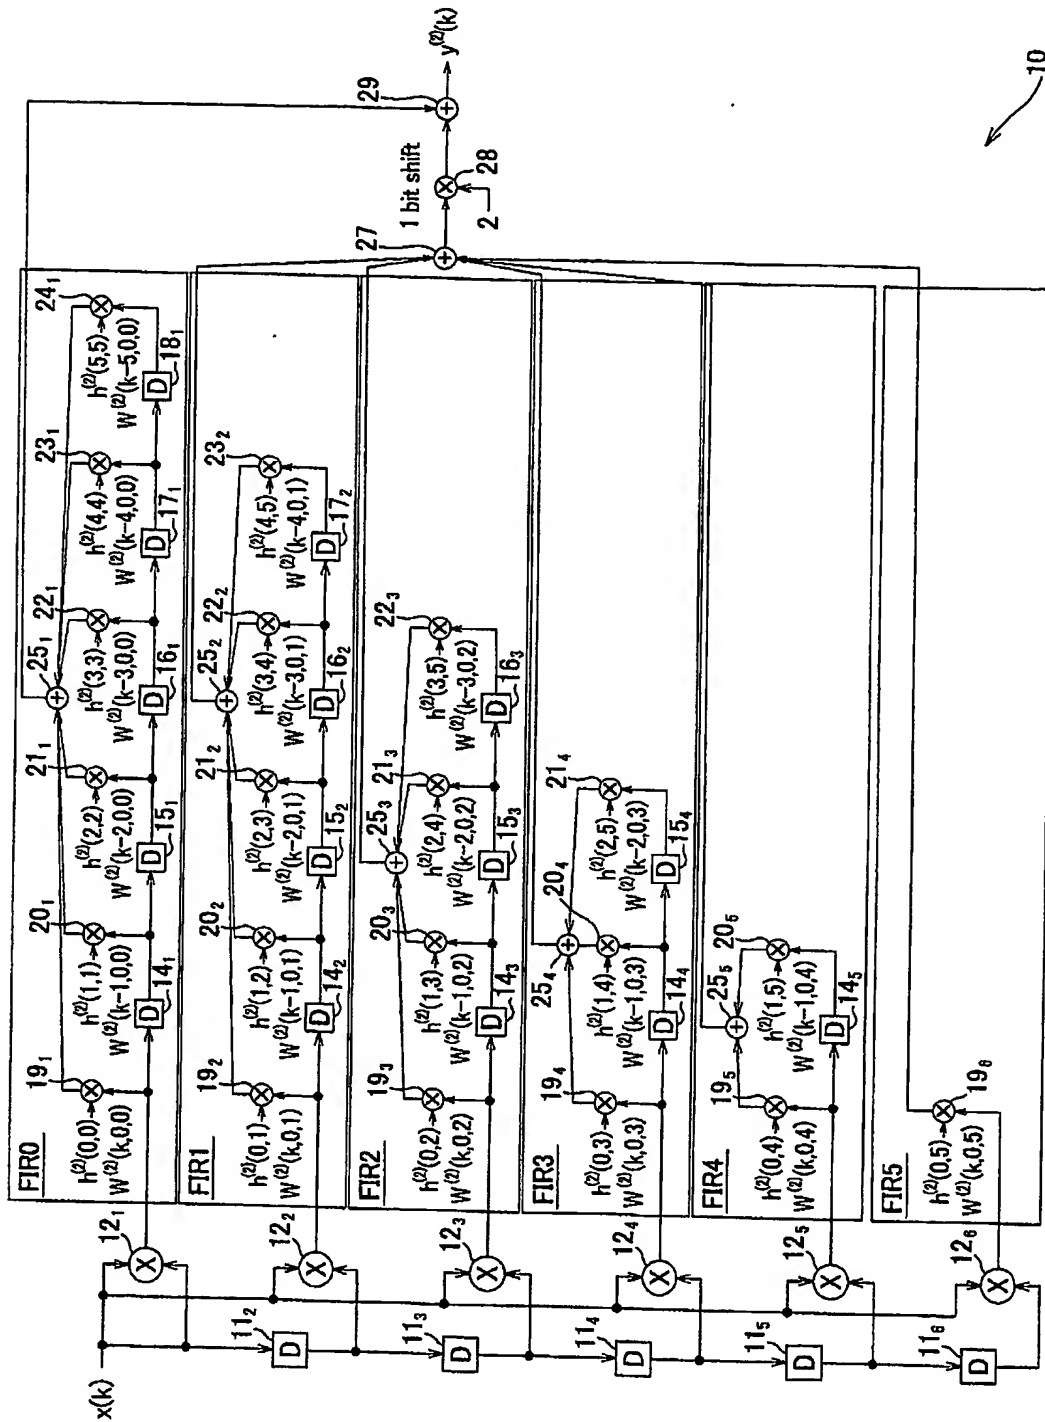 x(k)
11₂
D
11₃
D
11₄
D
11₅
D
11₆
D
12₁
12₂
12₃
12₄
12₅
12₆
FIR0
19₁
h⁽²⁾(0,0)
W⁽²⁾(k,0,0)
14₁
D
20₁
h⁽²⁾(1,1)
W⁽²⁾(k-1,0,0)
15₁
D
21₁
h⁽²⁾(2,2)
W⁽²⁾(k-2,0,0)
25₁
16₁
D
22₁
h⁽²⁾(3,3)
W⁽²⁾(k-3,0,0)
17₁
D
23₁
h⁽²⁾(4,4)
W⁽²⁾(k-4,0,0)
18₁
D
24₁
h⁽²⁾(5,5)
W⁽²⁾(k-5,0,0)
FIR1
19₂
h⁽²⁾(0,1)
W⁽²⁾(k,0,1)
14₂
D
20₂
h⁽²⁾(1,2)
W⁽²⁾(k-1,0,1)
15₂
D
21₂
h⁽²⁾(2,3)
W⁽²⁾(k-2,0,1)
25₂
16₂
D
22₂
h⁽²⁾(3,4)
W⁽²⁾(k-3,0,1)
17₂
D
23₂
h⁽²⁾(4,5)
W⁽²⁾(k-4,0,1)
FIR2
19₃
h⁽²⁾(0,2)
W⁽²⁾(k,0,2)
14₃
D
20₃
h⁽²⁾(1,3)
W⁽²⁾(k-1,0,2)
25₃
15₃
D
21₃
h⁽²⁾(2,4)
W⁽²⁾(k-2,0,2)
16₃
D
22₃
h⁽²⁾(3,5)
W⁽²⁾(k-3,0,2)
FIR3
19₄
h⁽²⁾(0,3)
W⁽²⁾(k,0,3)
25₄
14₄
D
20₄
h⁽²⁾(1,4)
W⁽²⁾(k-1,0,3)
15₄
D
21₄
h⁽²⁾(2,5)
W⁽²⁾(k-2,0,3)
FIR4
19₅
h⁽²⁾(0,4)
W⁽²⁾(k,0,4)
25₅
14₅
D
20₅
h⁽²⁾(1,5)
W⁽²⁾(k-1,0,4)
FIR5
19₆
h⁽²⁾(0,5)
W⁽²⁾(k,0,5)
27
1 bit shift
28
2
29
y⁽²⁾(k)
10